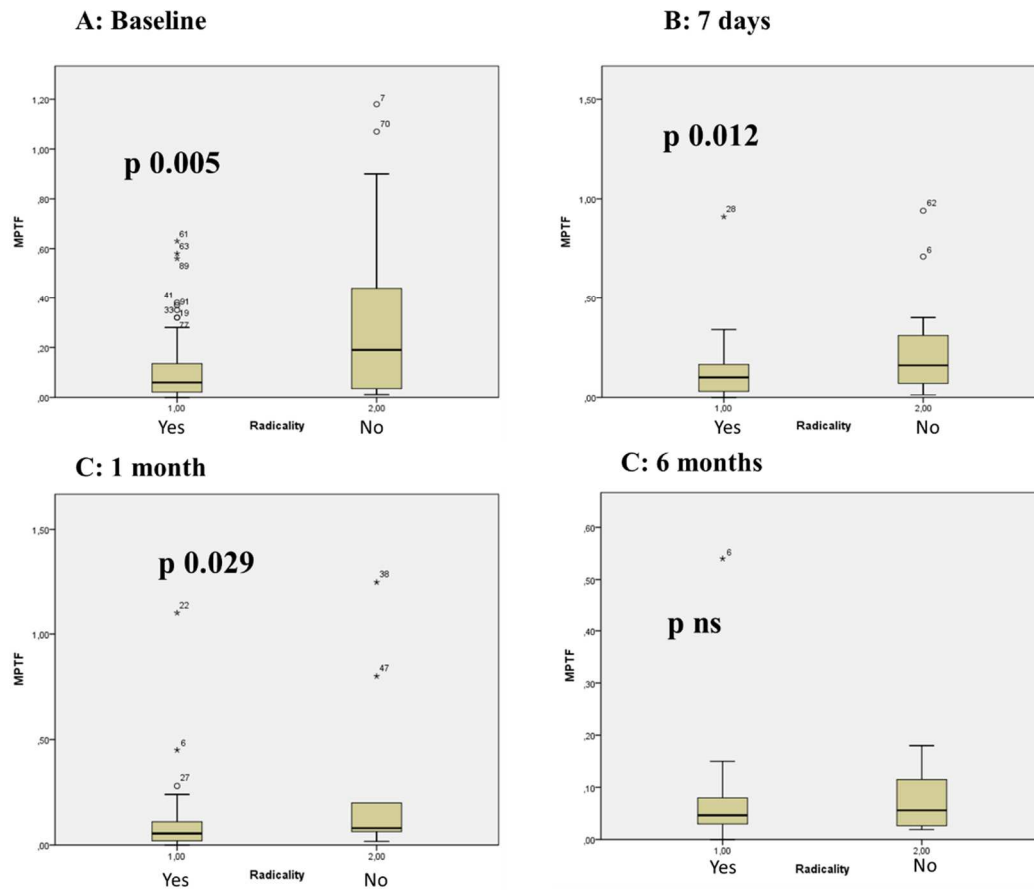 A: Baseline
MPTF
1,20
1,00
,80
,60
,40
,20
,00
p 0.005
7
70
61
63
89
41
91
33
19
77
1,00
2,00
Yes
Radicality
No
B: 7 days
MPTF
1,50
1,00
,50
,00
p 0.012
28
62
6
1,00
2,00
Yes
Radicality
No
C: 1 month
MPTF
1,50
1,00
,50
,00
p 0.029
22
6
27
38
47
1,00
2,00
Yes
Radicality
No
C: 6 months
MPTF
,60
,50
,40
,30
,20
,10
,00
p ns
6
1,00
2,00
Yes
Radicality
No